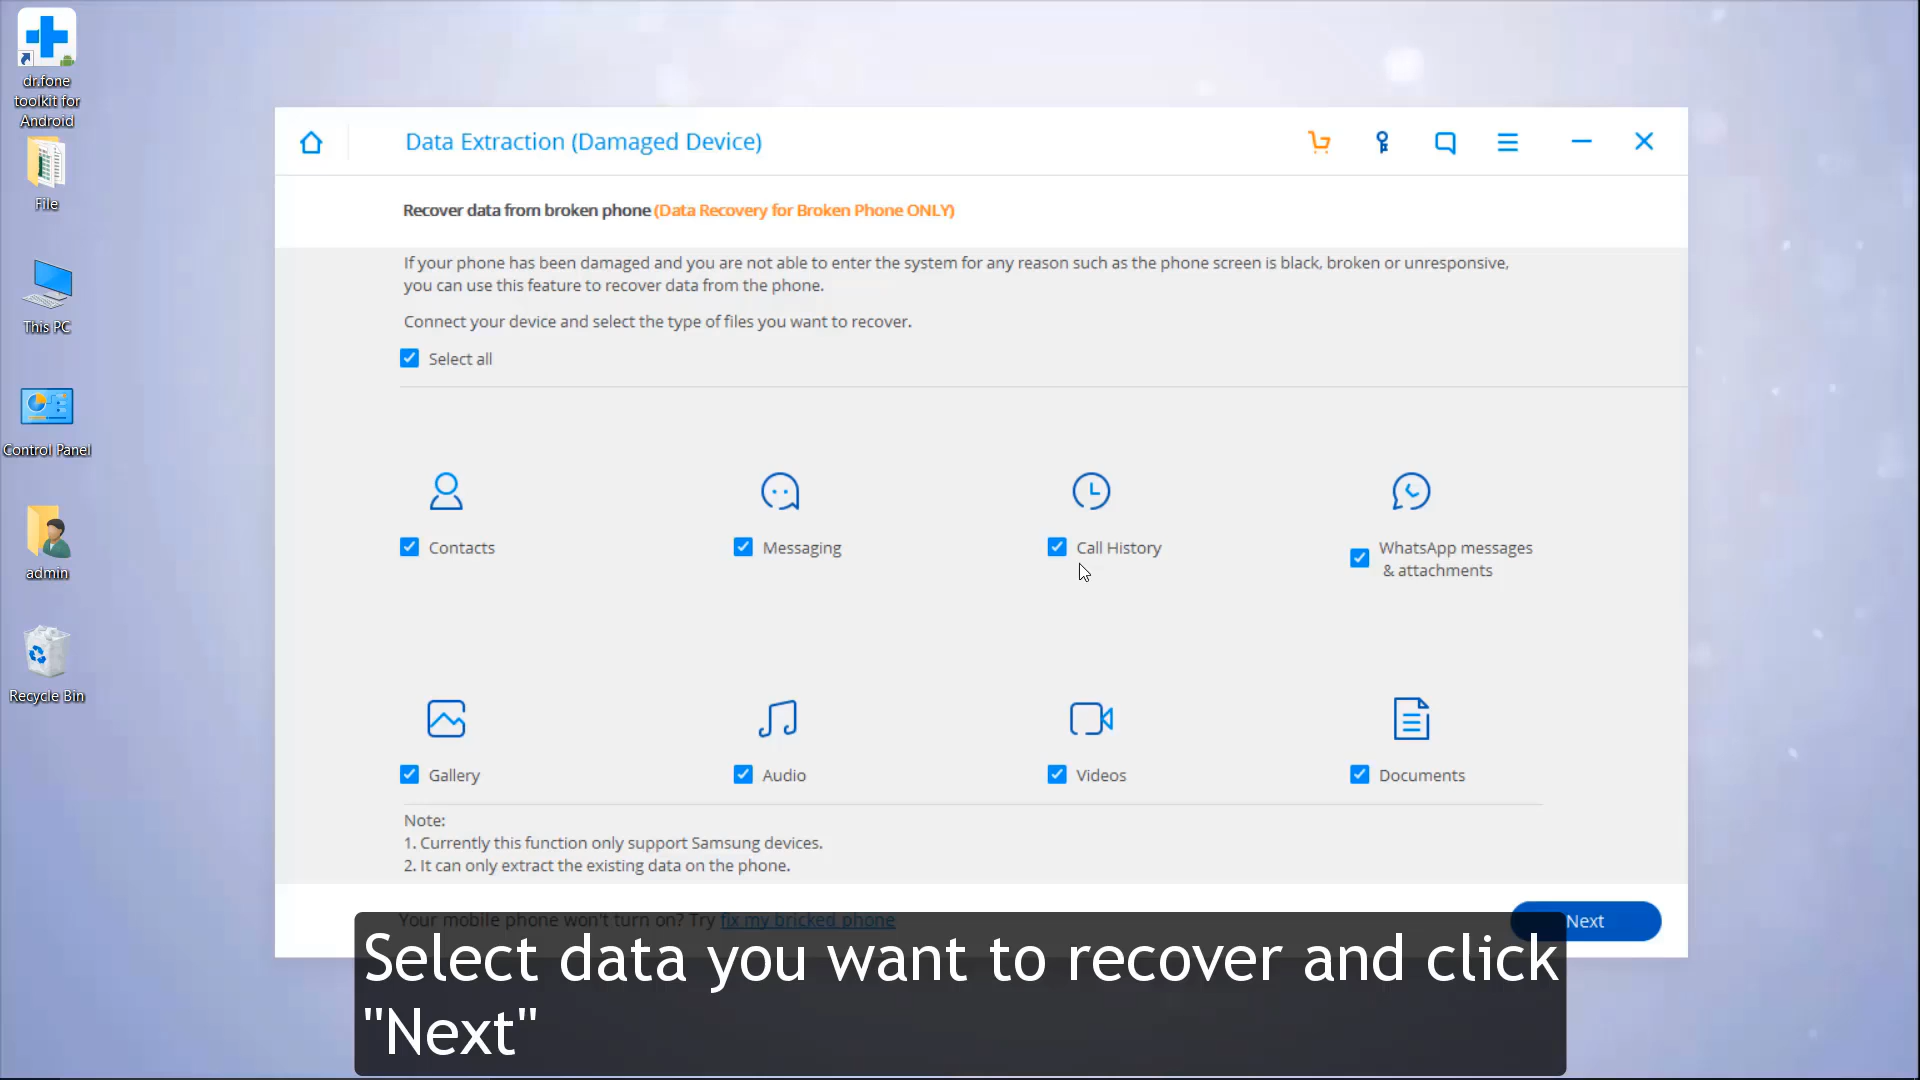 dr.fone
toolkit for
Android
File
This PC
Control Panel
admin
Recycle Bin
Data Extraction (Damaged Device)
Recover data from broken phone (Data Recovery for Broken Phone ONLY)
If your phone has been damaged and you are not able to enter the system for any reason such as the phone screen is black, broken or unresponsive,
you can use this feature to recover data from the phone.
Connect your device and select the type of files you want to recover.
Select all
Contacts
Messaging
Call History
WhatsApp messages
& attachments
Gallery
Audio
Videos
Documents
Note:
1. Currently this function only support Samsung devices.
2. It can only extract the existing data on the phone.
Your mobile phone won't turn on? Try fix my bricked phone
Next
Select data you want to recover and click
"Next"